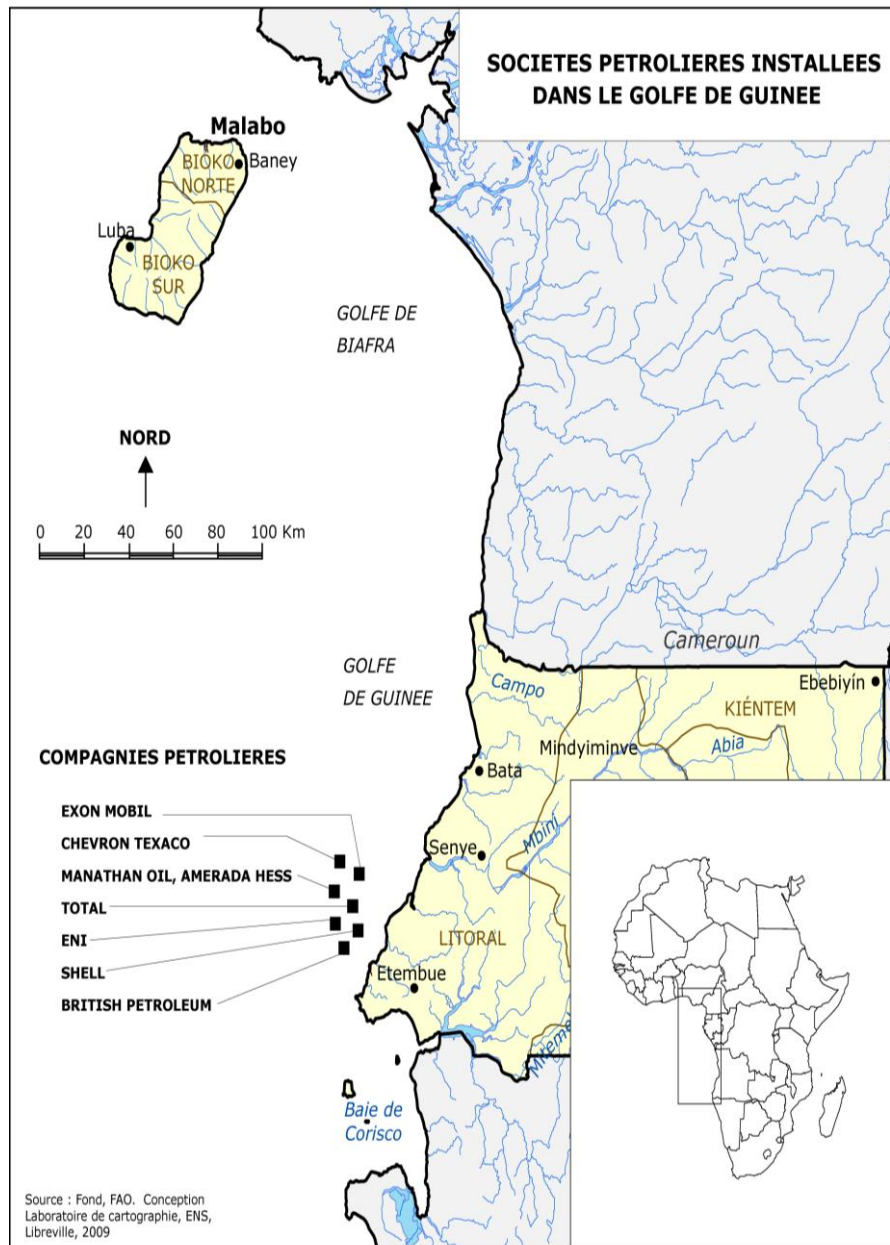 SOCIETES PETROLIERES INSTALLEES
DANS LE GOLFE DE GUINEE
Malabo
BIOKO
NORTE
Baney
Luba
BIOKO
SUR
GOLFE DE
BIAFRA
NORD
0 20 40 60 80 100 Km
Cameroun
GOLFE
DE GUINEE
Campo
Ebebiyín
KIÉNTEM
Mindyiminve
Abia
COMPAGNIES PETROLIERES
Bata
EXON MOBIL
CHEVRON TEXACO
MANATHAN OIL, AMERADA HESS
TOTAL
ENI
SHELL
BRITISH PETROLEUM
Mbini
Senye
LITORAL
Etembue
Baie de
Corisco
Source : Fond, FAO. Conception
Laboratoire de cartographie, ENS,
Libreville, 2009